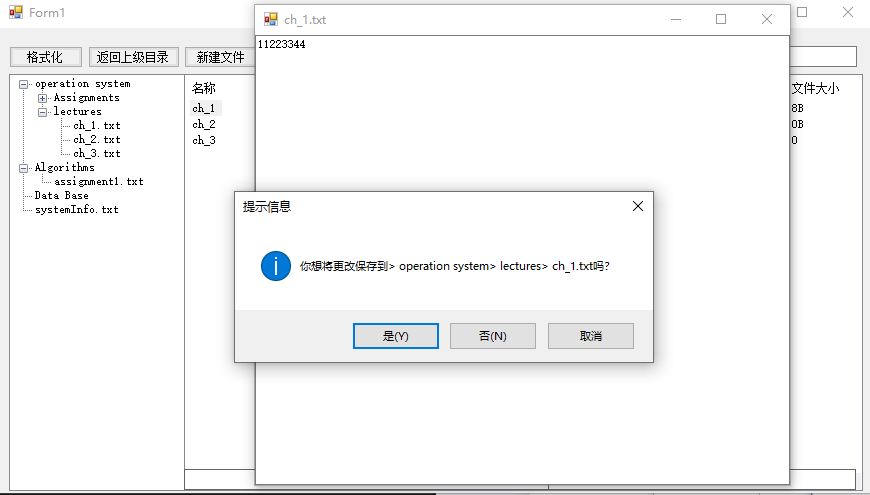 Form1
ch_1.txt
格式化
返回上级目录
新建文件
11223344
operation system
Assignments
lectures
ch_1.txt
ch_2.txt
ch_3.txt
Algorithms
assignment1.txt
Data Base
systemInfo.txt
名称
文件大小
ch_1
8B
ch_2
0B
ch_3
0
提示信息
你想将更改保存到> operation system> lectures> ch_1.txt吗?
是(Y)
否(N)
取消